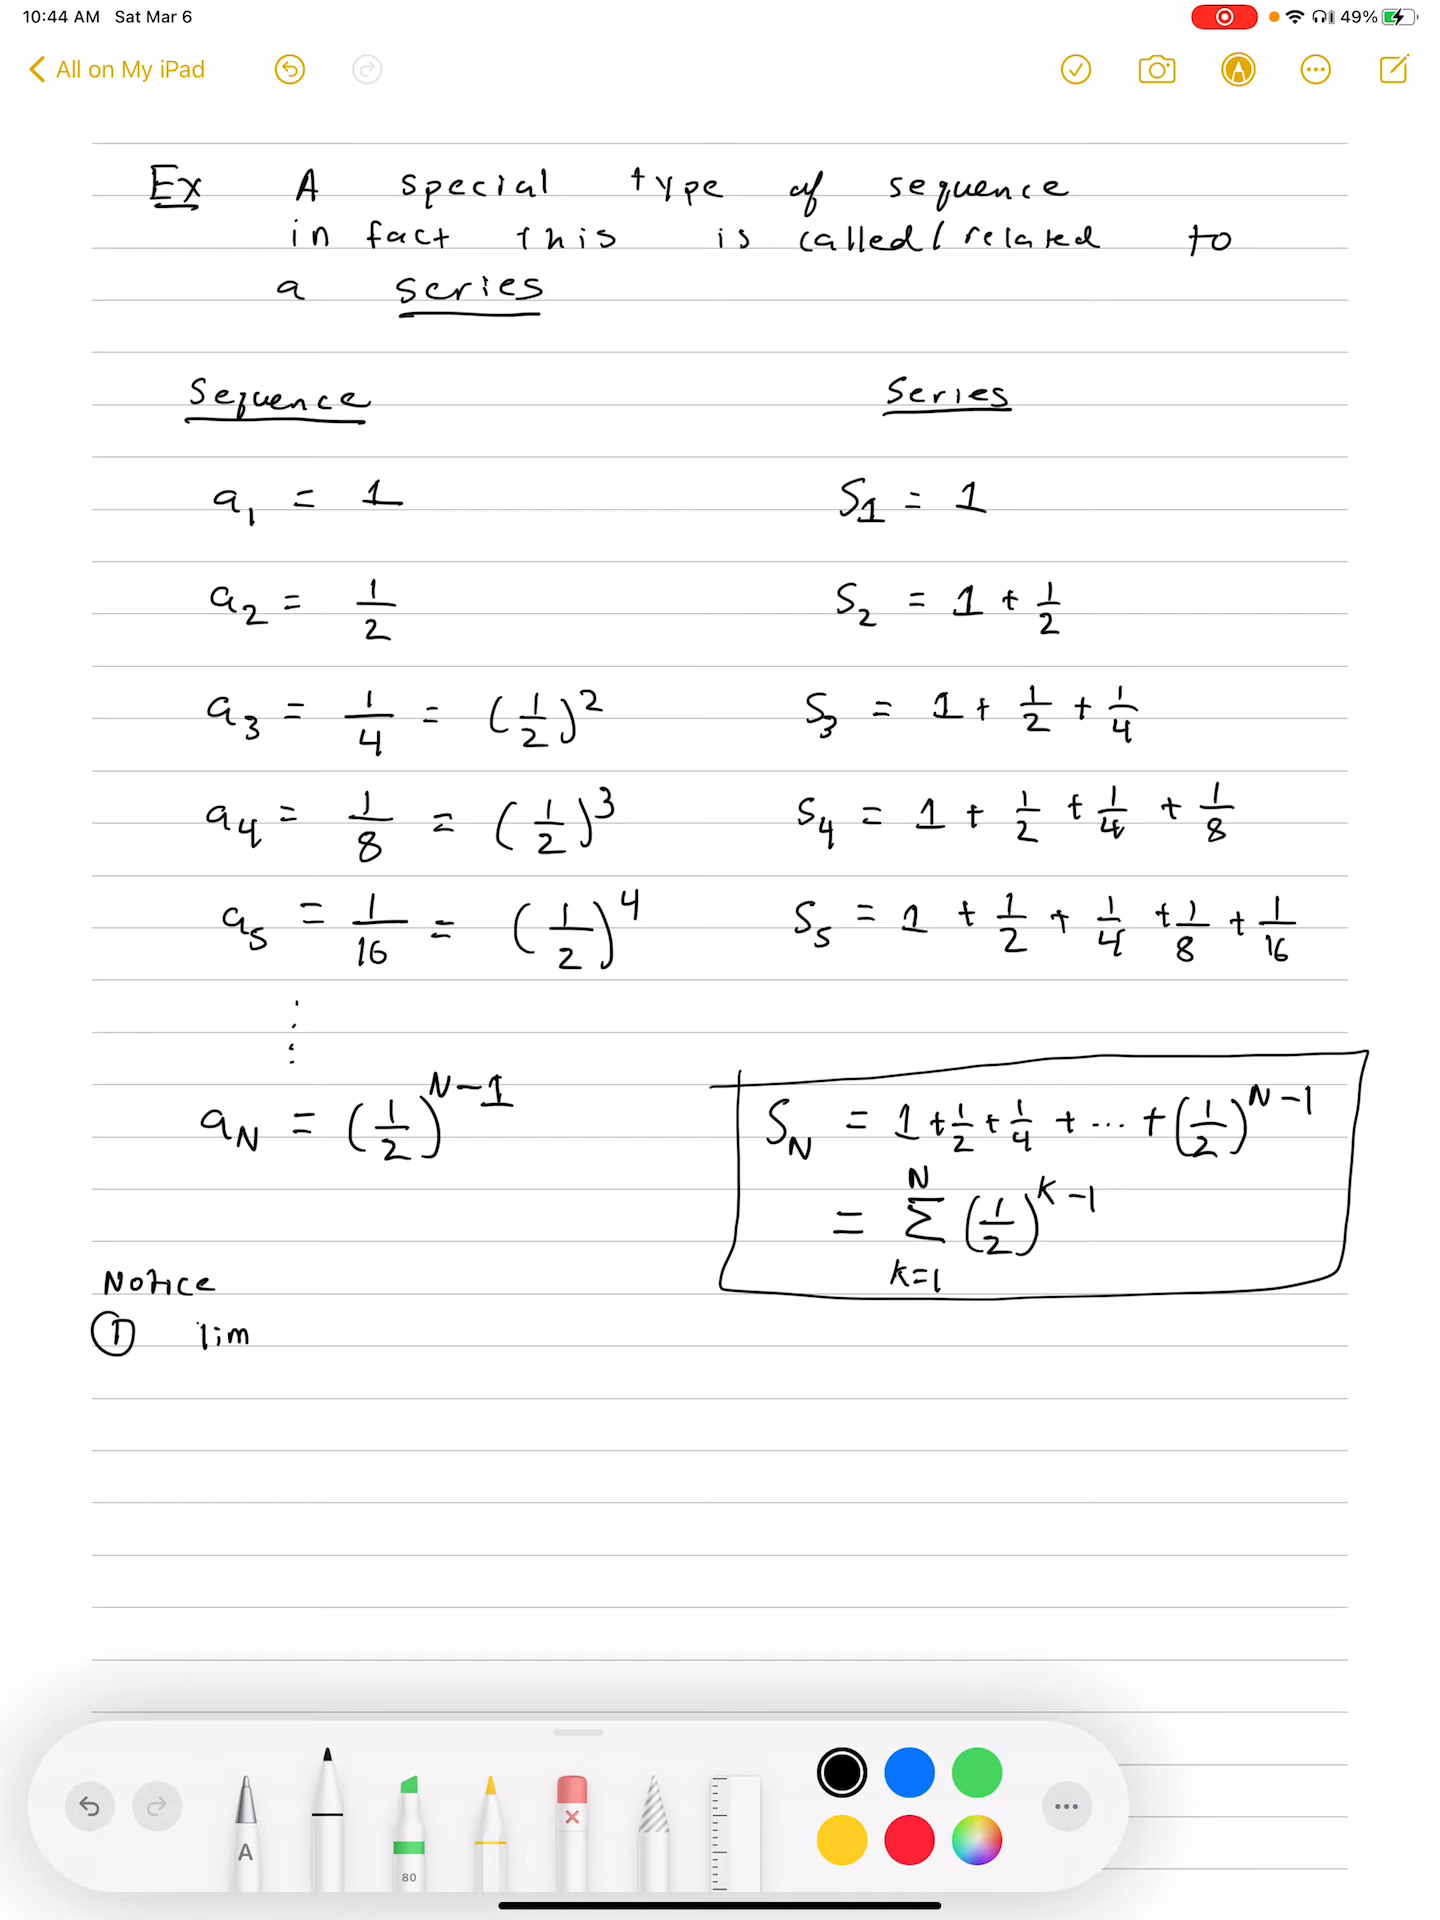 10:44 AM Sat Mar 6 49%
All on My iPad
Ex A special type of sequence
in fact this is called/related to
a series
Sequence Series
a₁ = 1 S₁ = 1
a₂ = 1/2 S₂ = 1 + 1/2
a₃ = 1/4 = (1/2)² S₃ = 1 + 1/2 + 1/4
a₄ = 1/8 = (1/2)³ S₄ = 1 + 1/2 + 1/4 + 1/8
a₅ = 1/16 = (1/2)⁴ S₅ = 1 + 1/2 + 1/4 + 1/8 + 1/16
⋮
a_N = (1/2)^(N-1) S_N = 1 + 1/2 + 1/4 + ... + (1/2)^(N-1)
= Σ_(k=1)^N (1/2)^(k-1)
Notice
① lim
A
80